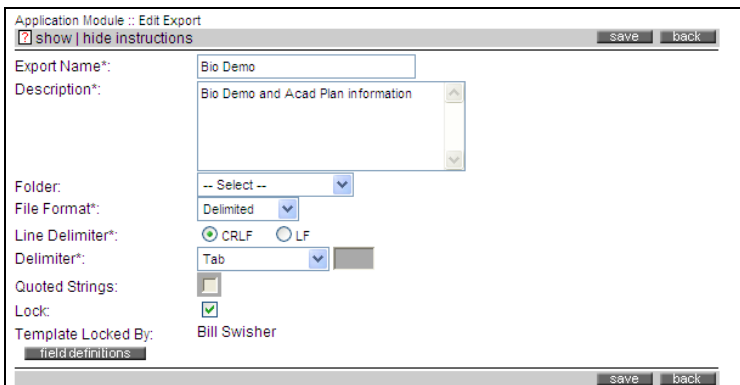 Application Module :: Edit Export
? show | hide instructions save back
Export Name*: Bio Demo
Description*: Bio Demo and Acad Plan information
Folder: -- Select --
File Format*: Delimited
Line Delimiter*: CRLF LF
Delimiter*: Tab
Quoted Strings:
Lock:
Template Locked By: Bill Swisher
field definitions
save back